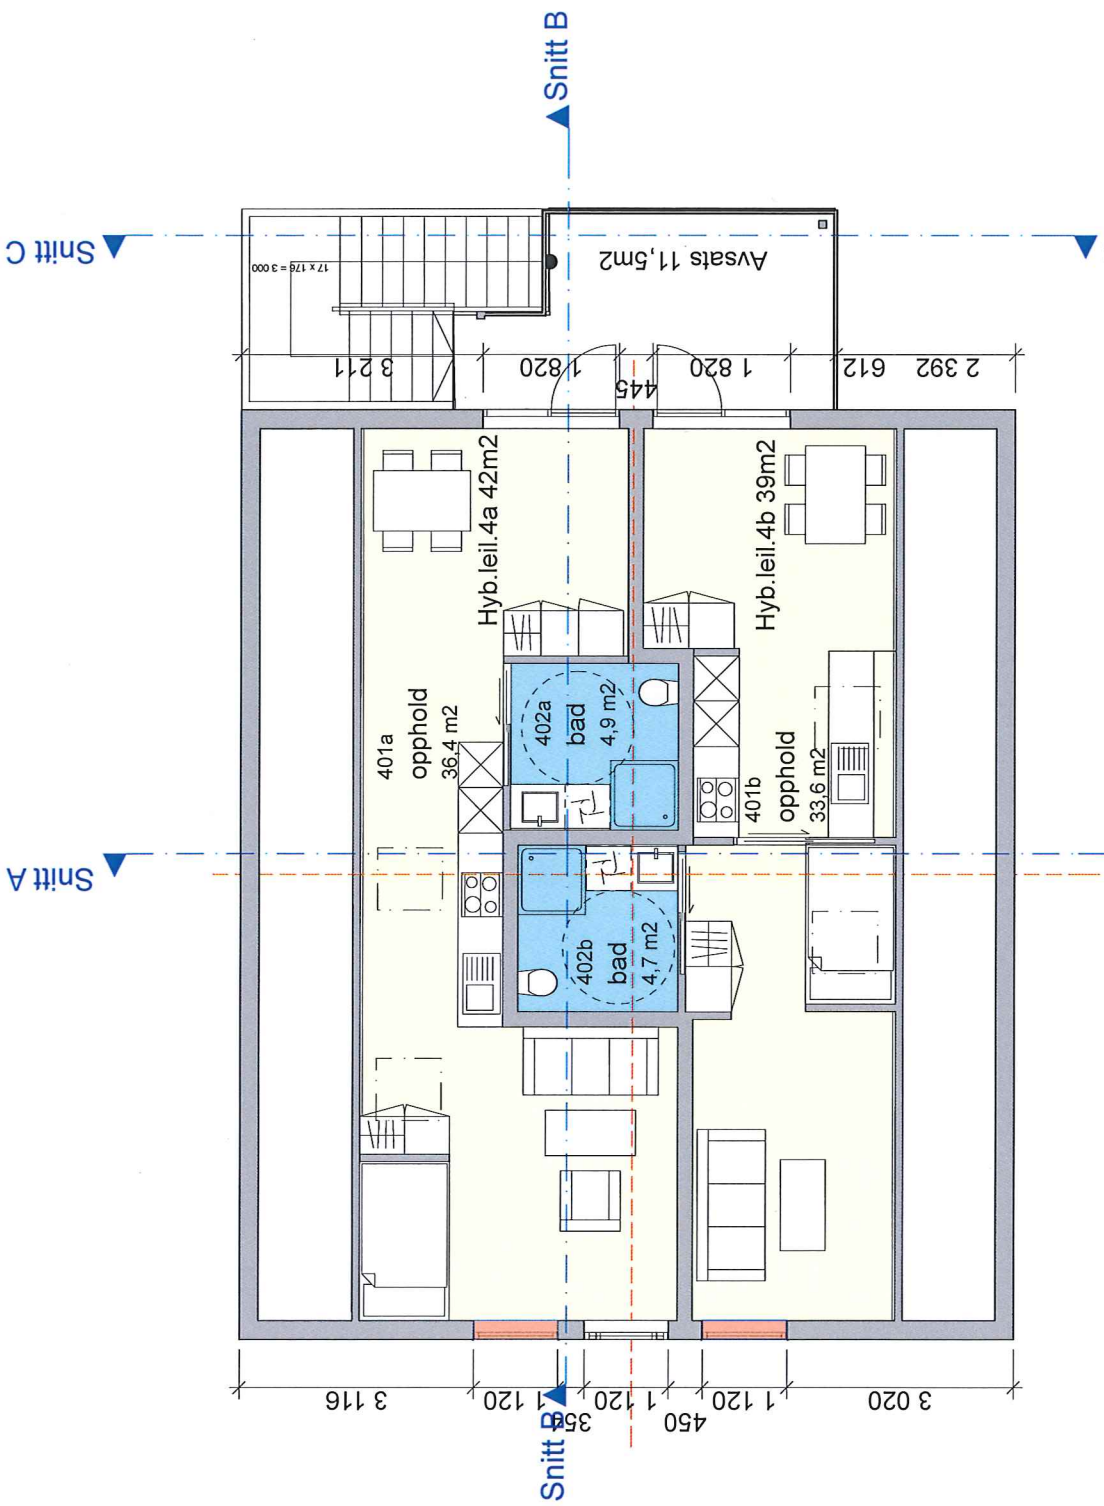 Snitt B
Snitt C
17 x 176 = 3 000
Avsats 11,5m2
3 211
1 820
445
1 820
612
2 392
Hyb.leil.4a 42m2
Hyb.leil.4b 39m2
401a
opphold
36,4 m2
402a
bad
4,9 m2
401b
opphold
33,6 m2
Snitt A
402b
bad
4,7 m2
3 116
1 120
354
1 120
450
1 120
3 020
Snitt B